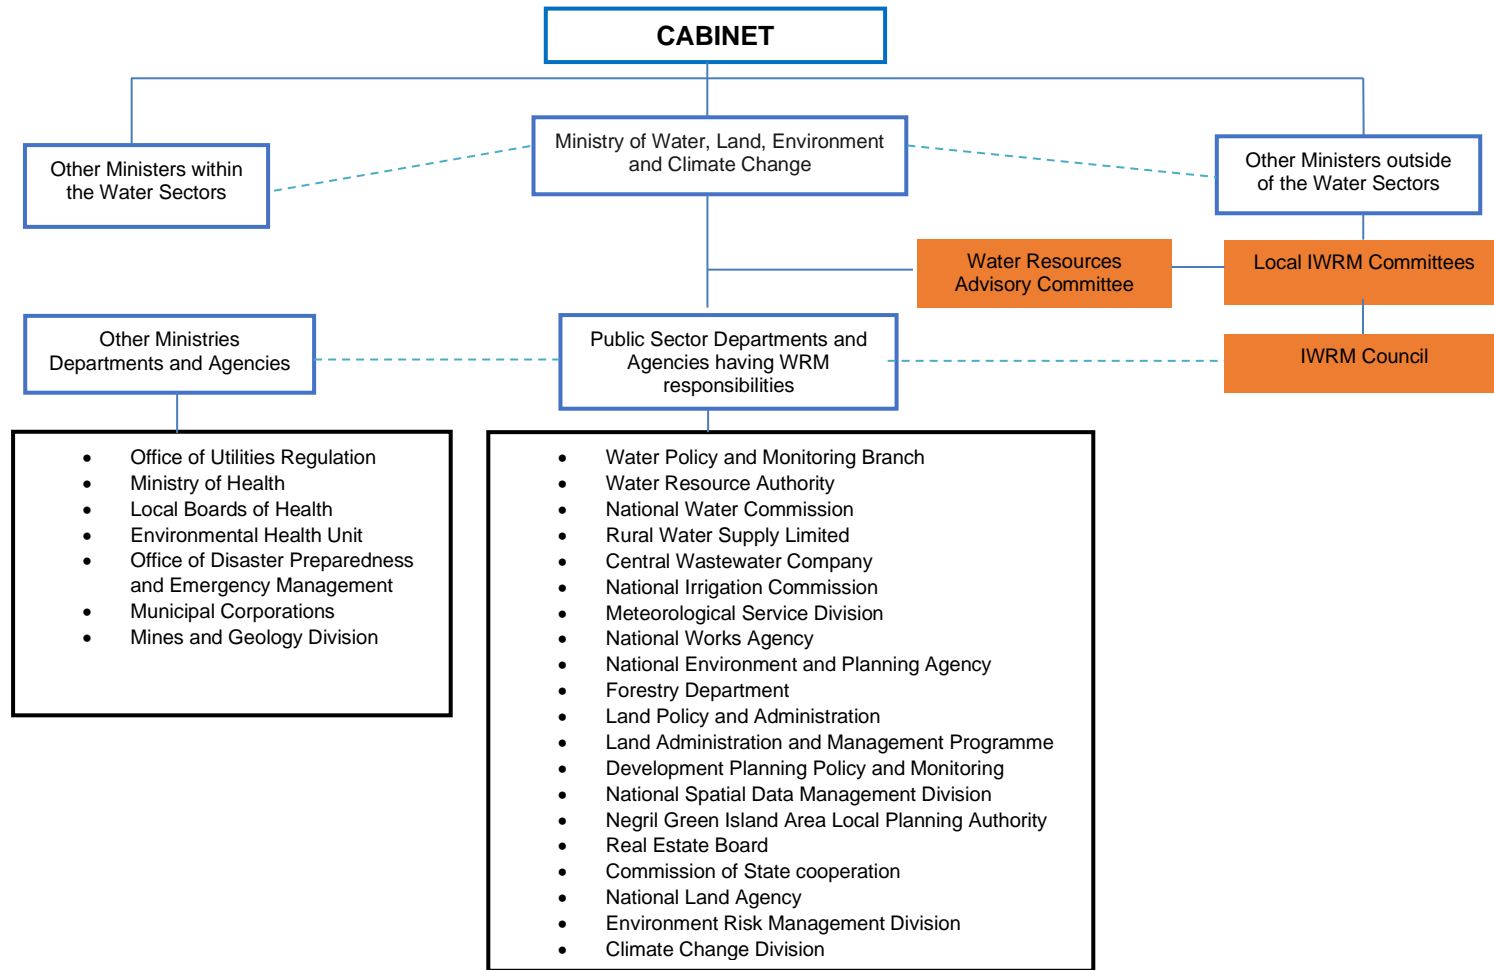 CABINET
Other Ministers within
the Water Sectors
Ministry of Water, Land, Environment
and Climate Change
Other Ministers outside
of the Water Sectors
Water Resources
Advisory Committee
Local IWRM Committees
Other Ministries
Departments and Agencies
Public Sector Departments and
Agencies having WRM
responsibilities
IWRM Council
• Office of Utilities Regulation
• Ministry of Health
• Local Boards of Health
• Environmental Health Unit
• Office of Disaster Preparedness
and Emergency Management
• Municipal Corporations
• Mines and Geology Division
• Water Policy and Monitoring Branch
• Water Resource Authority
• National Water Commission
• Rural Water Supply Limited
• Central Wastewater Company
• National Irrigation Commission
• Meteorological Service Division
• National Works Agency
• National Environment and Planning Agency
• Forestry Department
• Land Policy and Administration
• Land Administration and Management Programme
• Development Planning Policy and Monitoring
• National Spatial Data Management Division
• Negril Green Island Area Local Planning Authority
• Real Estate Board
• Commission of State cooperation
• National Land Agency
• Environment Risk Management Division
• Climate Change Division